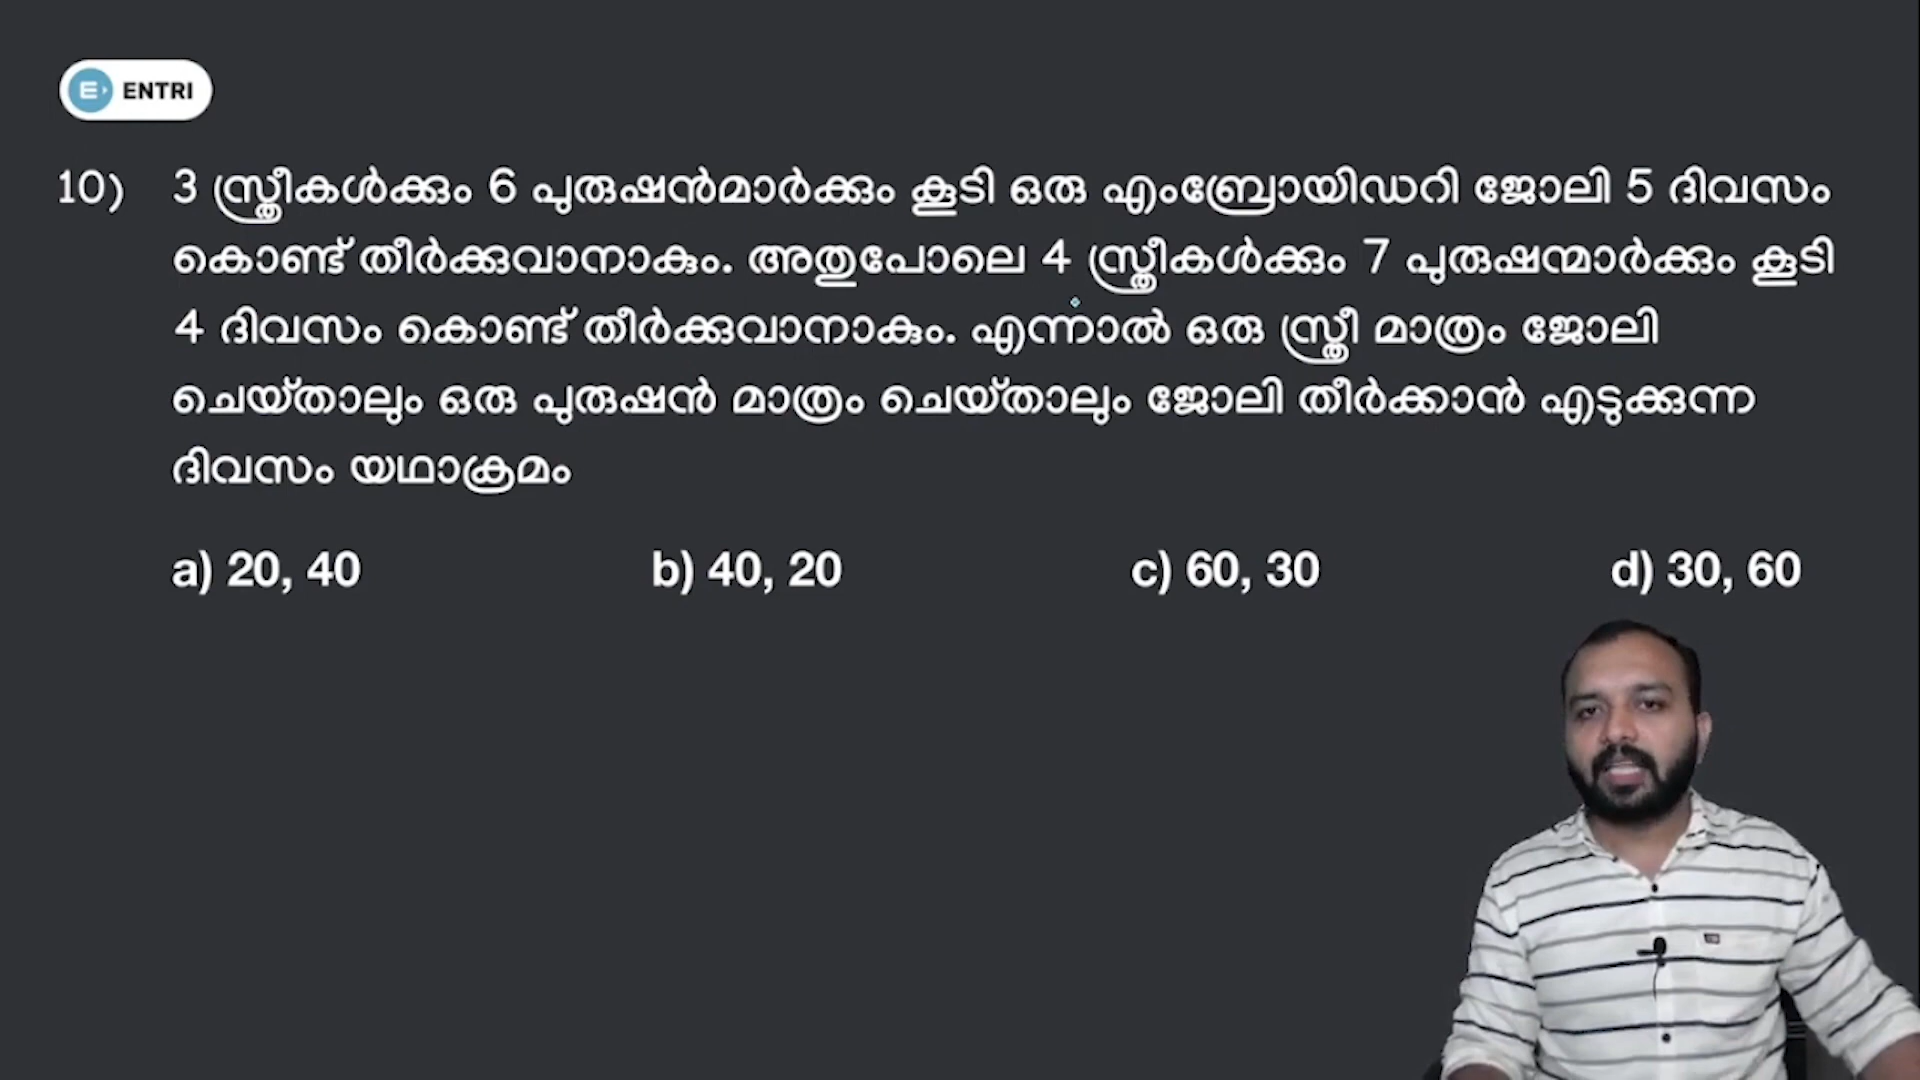 ENTRI
10) 3 സ്ത്രീകൾക്കും 6 പുരുഷൻമാർക്കും കൂടി ഒരു എംബ്രോയിഡറി ജോലി 5 ദിവസം
കൊണ്ട് തീർക്കുവാനാകും. അതുപോലെ 4 സ്ത്രീകൾക്കും 7 പുരുഷന്മാർക്കും കൂടി
4 ദിവസം കൊണ്ട് തീർക്കുവാനാകും. എന്നാൽ ഒരു സ്ത്രീ മാത്രം ജോലി
ചെയ്താലും ഒരു പുരുഷൻ മാത്രം ചെയ്താലും ജോലി തീർക്കാൻ എടുക്കുന്ന
ദിവസം യഥാക്രമം
a) 20, 40 b) 40, 20 c) 60, 30 d) 30, 60